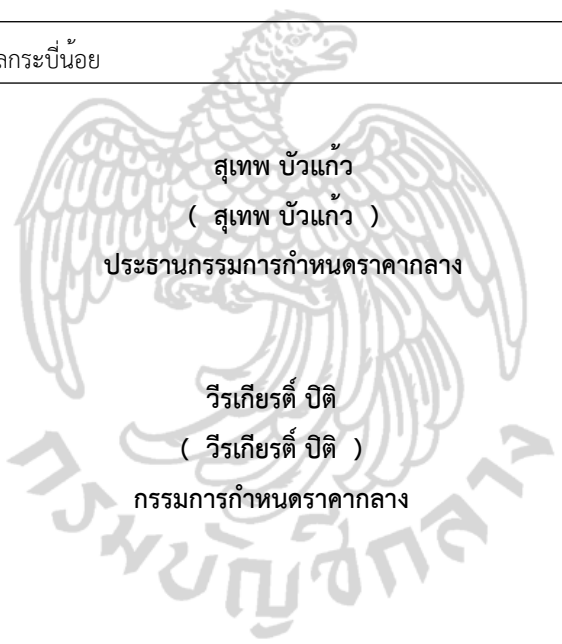 ลกระบี่น้อย
สุเทพ บัวแก้ว
( สุเทพ บัวแก้ว )
ประธานกรรมการกำหนดราคากลาง
วีรเกียรติ์ ปิติ
( วีรเกียรติ์ ปิติ )
กรรมการกำหนดราคากลาง
กรมบัญชีกลาง